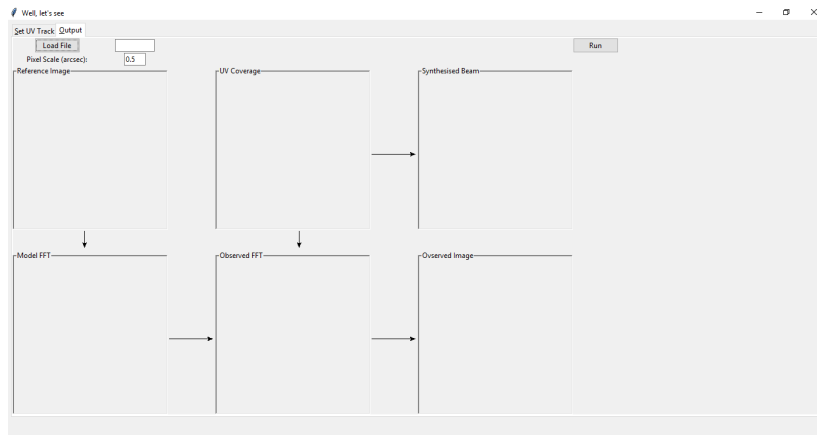 Well, let's see
Set UV Track Output
Load File Run
Pixel Scale (arcsec): 0.5
Reference Image UV Coverage Synthesised Beam
Model FFT Observed FFT Ovserved Image